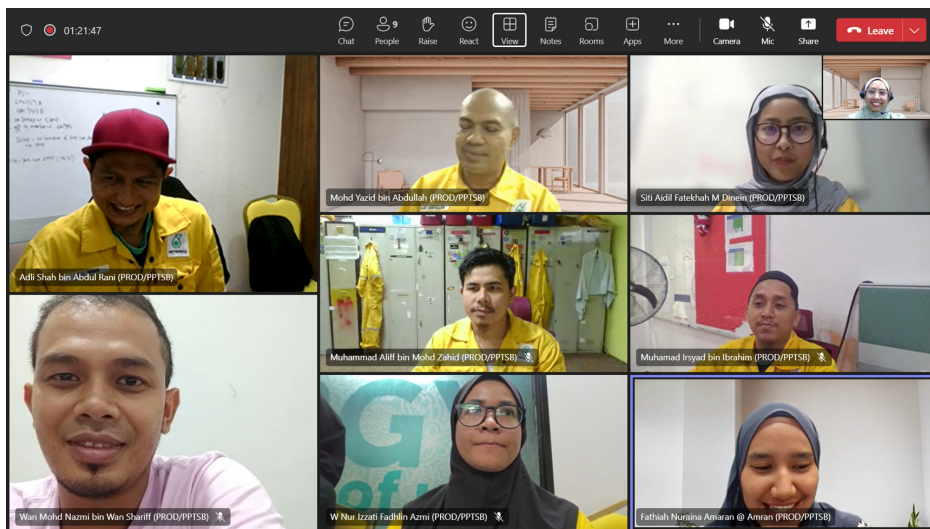 01:21:47
9
Chat
People
Raise
React
View
Notes
Rooms
Apps
More
Camera
Mic
Share
Leave
PETRONAS
Adli Shah bin Abdul Rani (PROD/PPTSB)
Mohd Yazid bin Abdullah (PROD/PPTSB)
Siti Aidil Fatekhah M Dinein (PROD/PPTSB)
Muhammad Aliff bin Mohd Zahid (PROD/PPTSB)
Muhamad Irsyad bin Ibrahim (PROD/PPTSB)
Wan Mohd Nazmi bin Wan Shariff (PPTSB)
G
of
W Nur Izzati Fadhlin Azmi (PROD/PPTSB)
Fathiah Nuraina Amaran @ Amran (PROD/PPTSB)